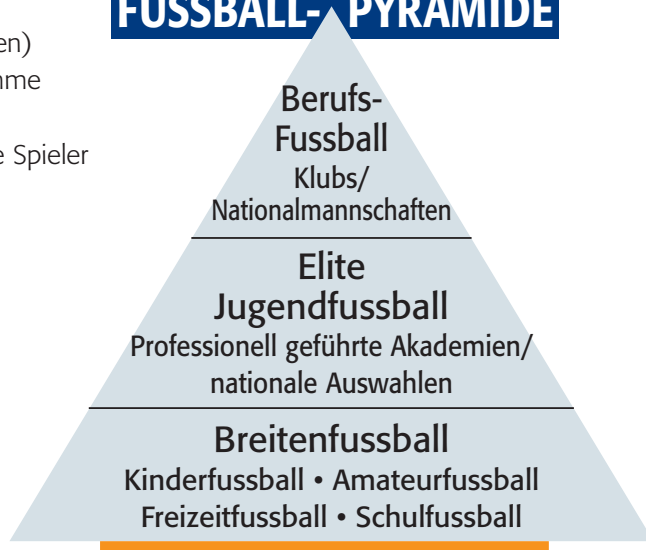 FUSSBALL- PYRAMIDE
en)
me
e Spieler
Berufs-
Fussball
Klubs/
Nationalmannschaften
Elite
Jugendfussball
Professionell geführte Akademien/
nationale Auswahlen
Breitenfussball
Kinderfussball • Amateurfussball
Freizeitfussball • Schulfussball